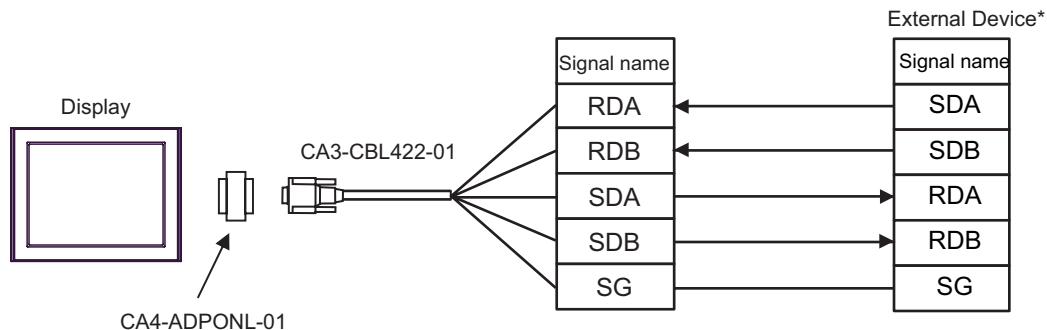 External Device*
Display
CA3-CBL422-01
CA4-ADPONL-01
Signal name
RDA
RDB
SDA
SDB
SG
Signal name
SDA
SDB
RDA
RDB
SG